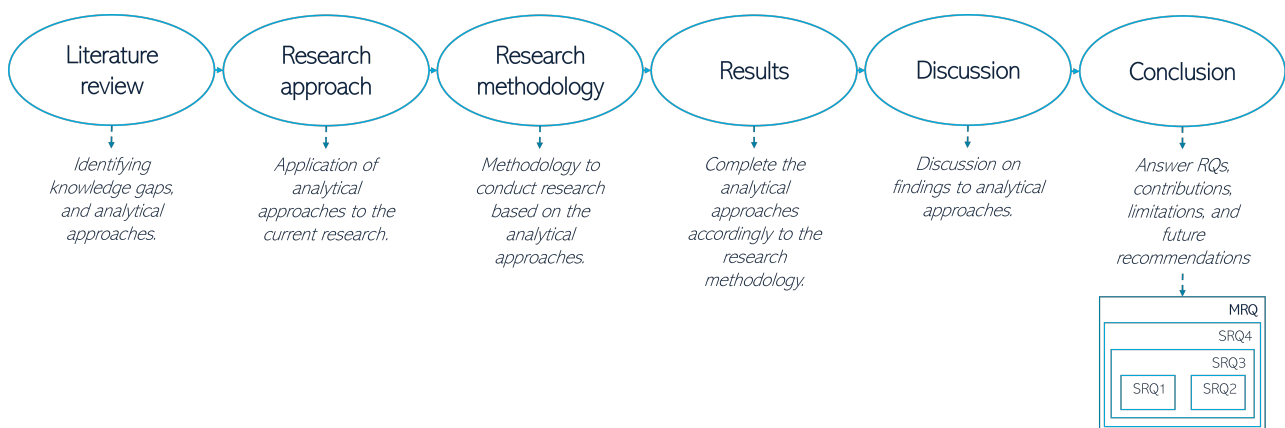 Literature
review
Research
approach
Research
methodology
Results
Discussion
Conclusion
Identifying
knowledge gaps,
and analytical
approaches.
Application of
analytical
approaches to the
current research.
Methodology to
conduct research
based on the
analytical
approaches.
Complete the
analytical
approaches
accordingly to the
research
methodology.
Discussion on
findings to analytical
approaches.
Answer RQs,
contributions,
limitations, and
future
recommendations
MRQ
SRQ4
SRQ3
SRQ1
SRQ2